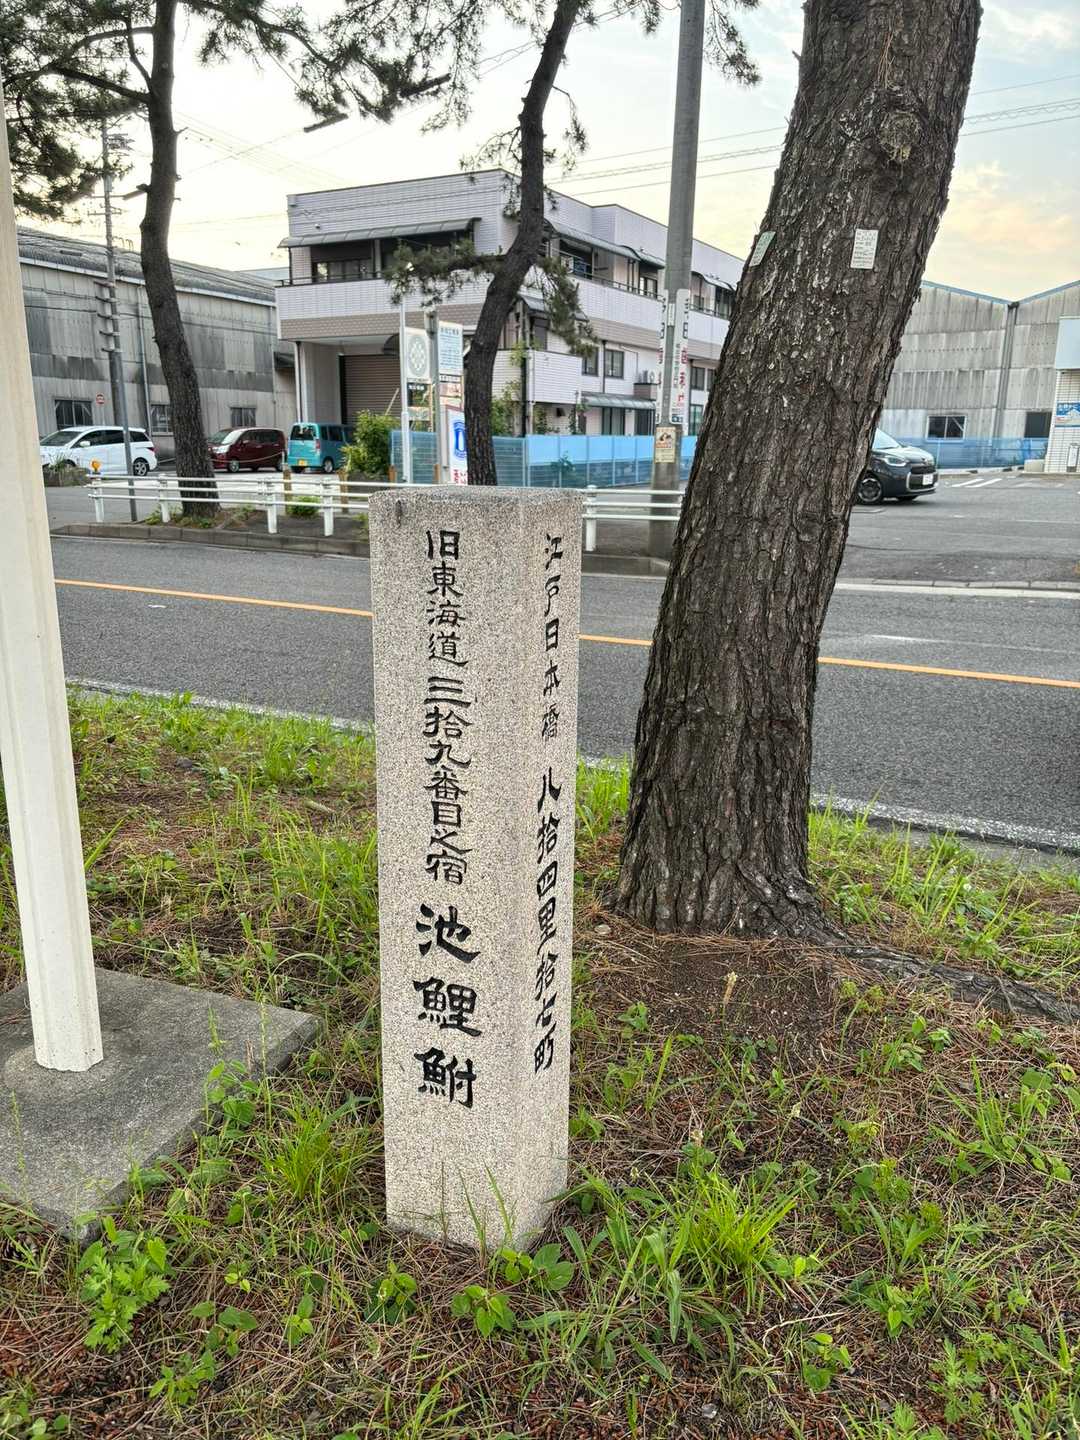 旧東海道三拾九番目之宿 池鯉鮒
江戸日本橋 八拾四里拾七町